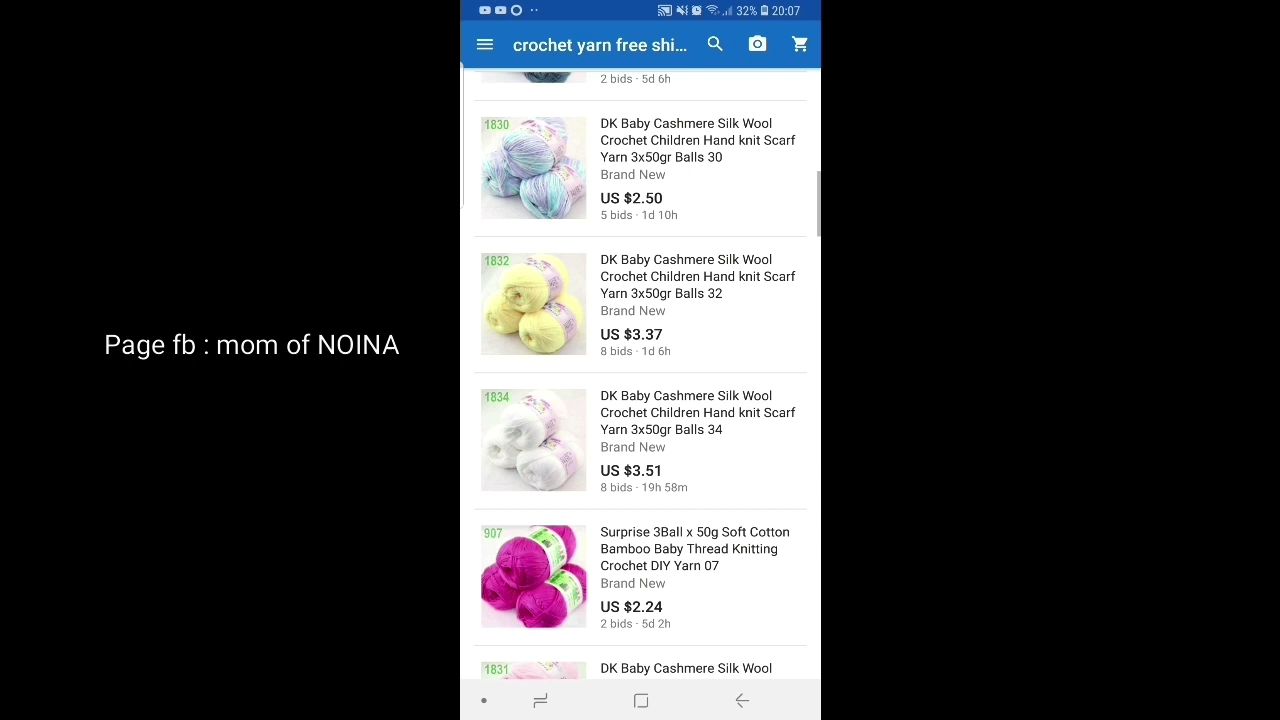 32% 20:07
crochet yarn free shi...
2 bids · 5d 6h
1830
DK Baby Cashmere Silk Wool
Crochet Children Hand knit Scarf
Yarn 3x50gr Balls 30
Brand New
US $2.50
5 bids · 1d 10h
1832
DK Baby Cashmere Silk Wool
Crochet Children Hand knit Scarf
Yarn 3x50gr Balls 32
Brand New
US $3.37
8 bids · 1d 6h
Page fb : mom of NOINA
1834
DK Baby Cashmere Silk Wool
Crochet Children Hand knit Scarf
Yarn 3x50gr Balls 34
Brand New
US $3.51
8 bids · 19h 58m
907
Surprise 3Ball x 50g Soft Cotton
Bamboo Baby Thread Knitting
Crochet DIY Yarn 07
Brand New
US $2.24
2 bids · 5d 2h
1831
DK Baby Cashmere Silk Wool